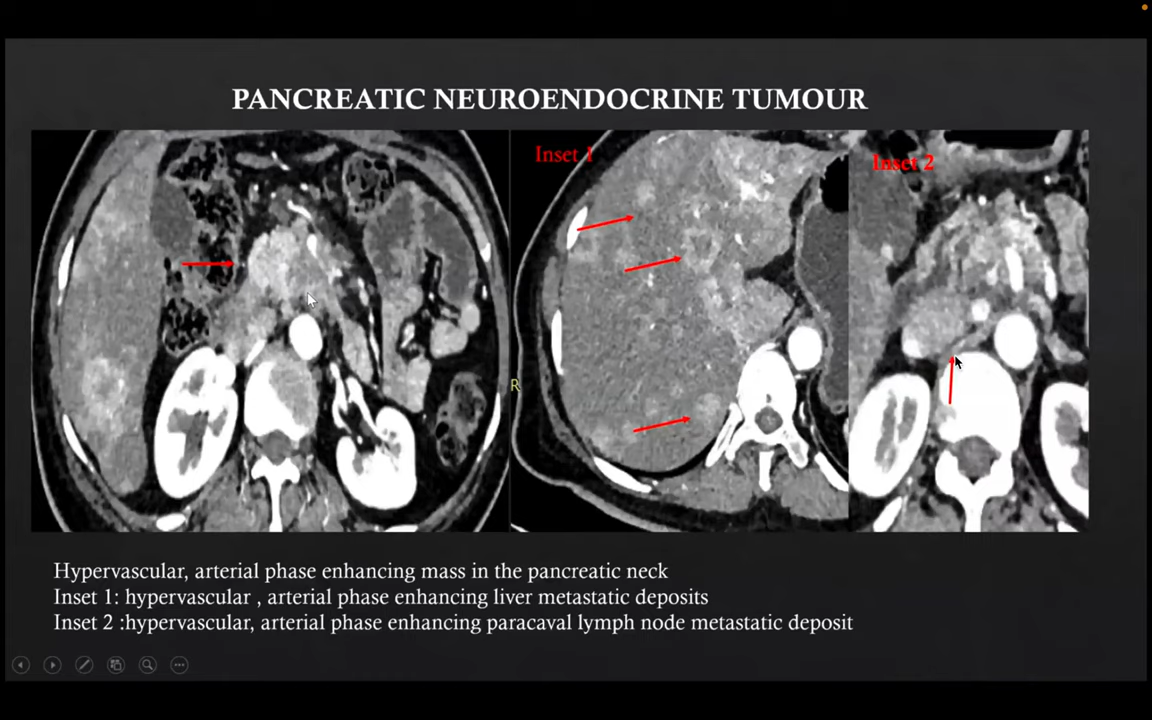 PANCREATIC NEUROENDOCRINE TUMOUR
Inset 1
Inset 2
R
Hypervascular, arterial phase enhancing mass in the pancreatic neck
Inset 1: hypervascular , arterial phase enhancing liver metastatic deposits
Inset 2 :hypervascular, arterial phase enhancing paracaval lymph node metastatic deposit